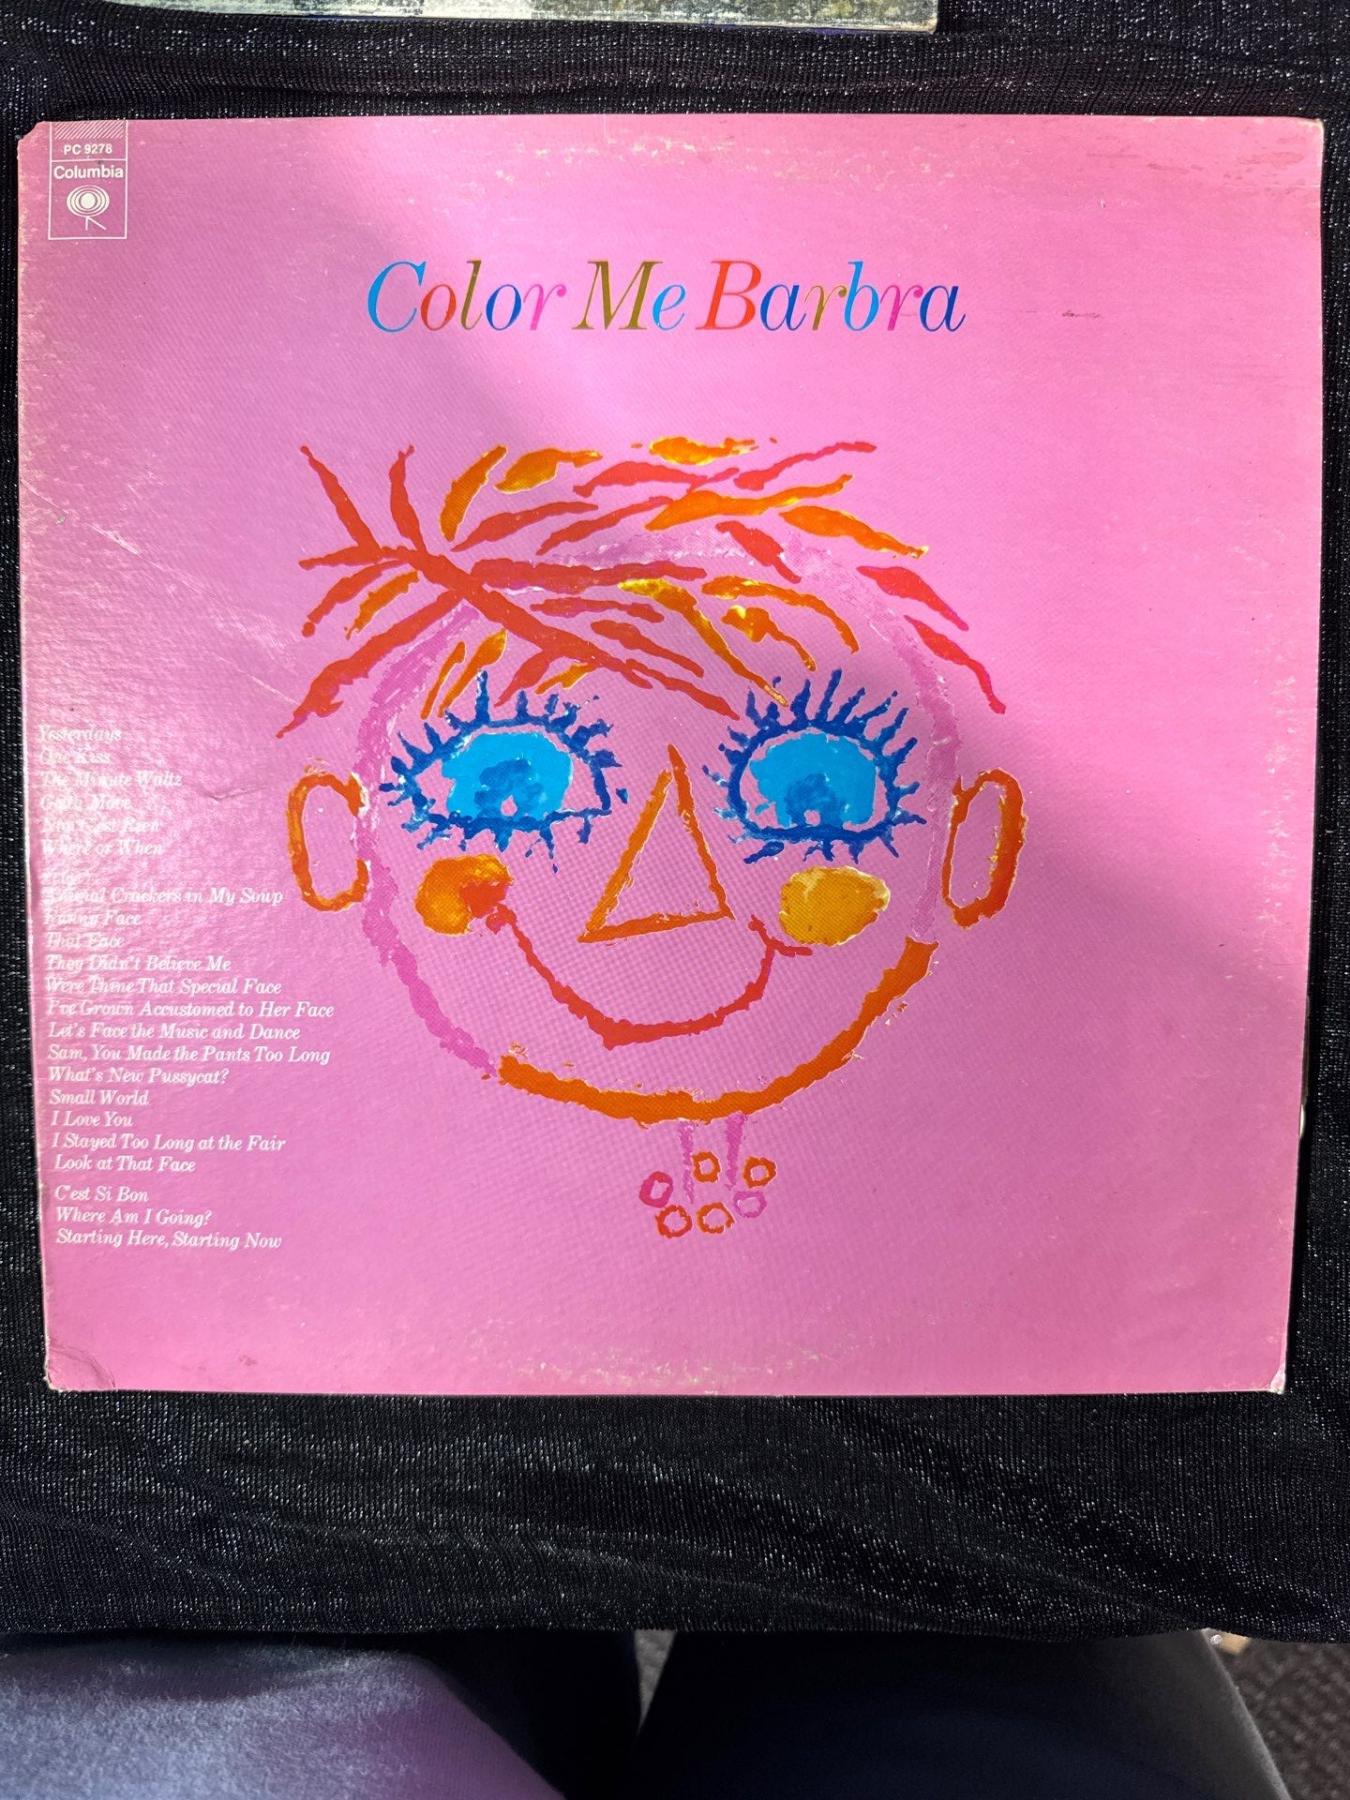 PC 9278
Columbia
Color Me Barbra
Yesterdays
One Kiss
The Minute Waltz
Gotta Move
Non C'est Rien
Where or When
Animal Crackers in My Soup
Funny Face
That Face
They Didn't Believe Me
Were Thine That Special Face
I've Grown Accustomed to Her Face
Let's Face the Music and Dance
Sam, You Made the Pants Too Long
What's New Pussycat?
Small World
I Love You
I Stayed Too Long at the Fair
Look at That Face
C'est Si Bon
Where Am I Going?
Starting Here, Starting Now